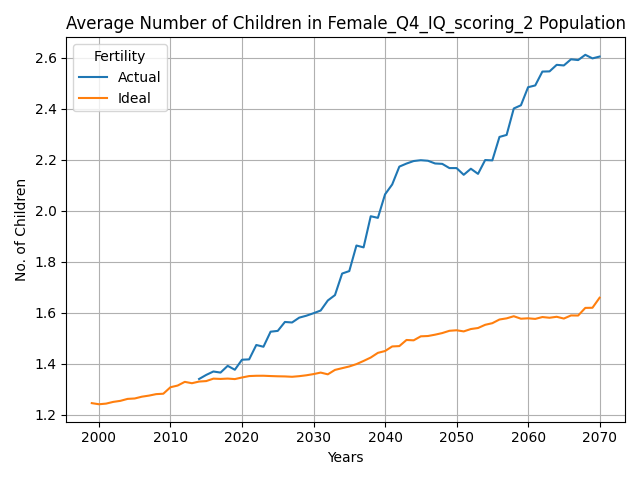 Average Number of Children in Female_Q4_IQ_scoring_2 Population
Fertility
Actual
Ideal
No. of Children
2.6
2.4
2.2
2.0
1.8
1.6
1.4
1.2
2000 2010 2020 2030 2040 2050 2060 2070
Years